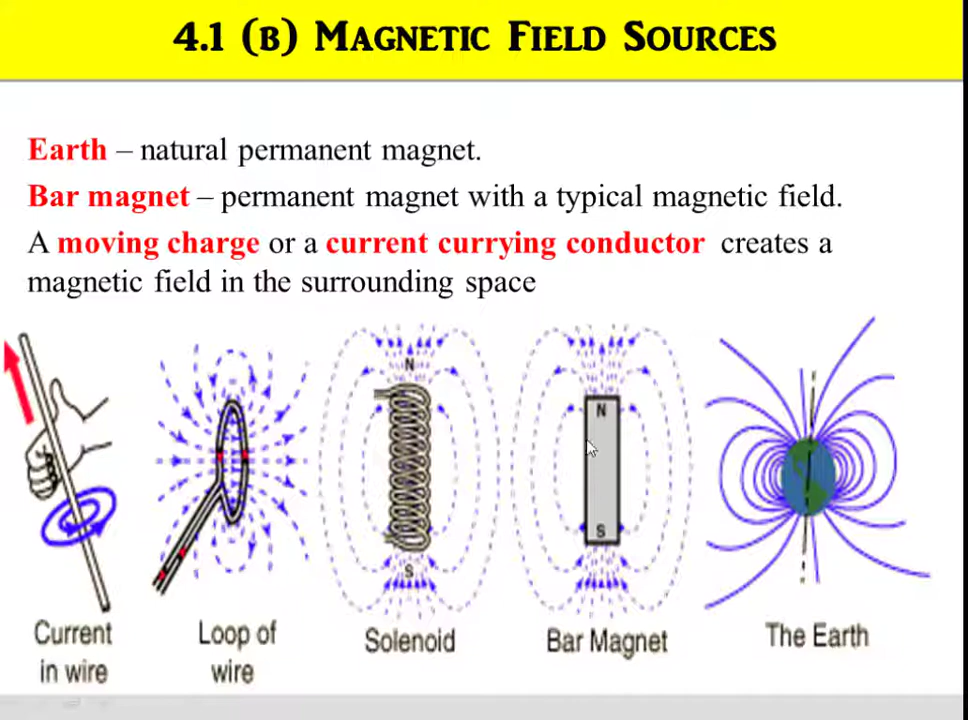 4.1 (B) MAGNETIC FIELD SOURCES
Earth – natural permanent magnet.
Bar magnet – permanent magnet with a typical magnetic field.
A moving charge or a current currying conductor creates a
magnetic field in the surrounding space
N
N
S
S
Current
in wire
Loop of
wire
Solenoid
Bar Magnet
The Earth